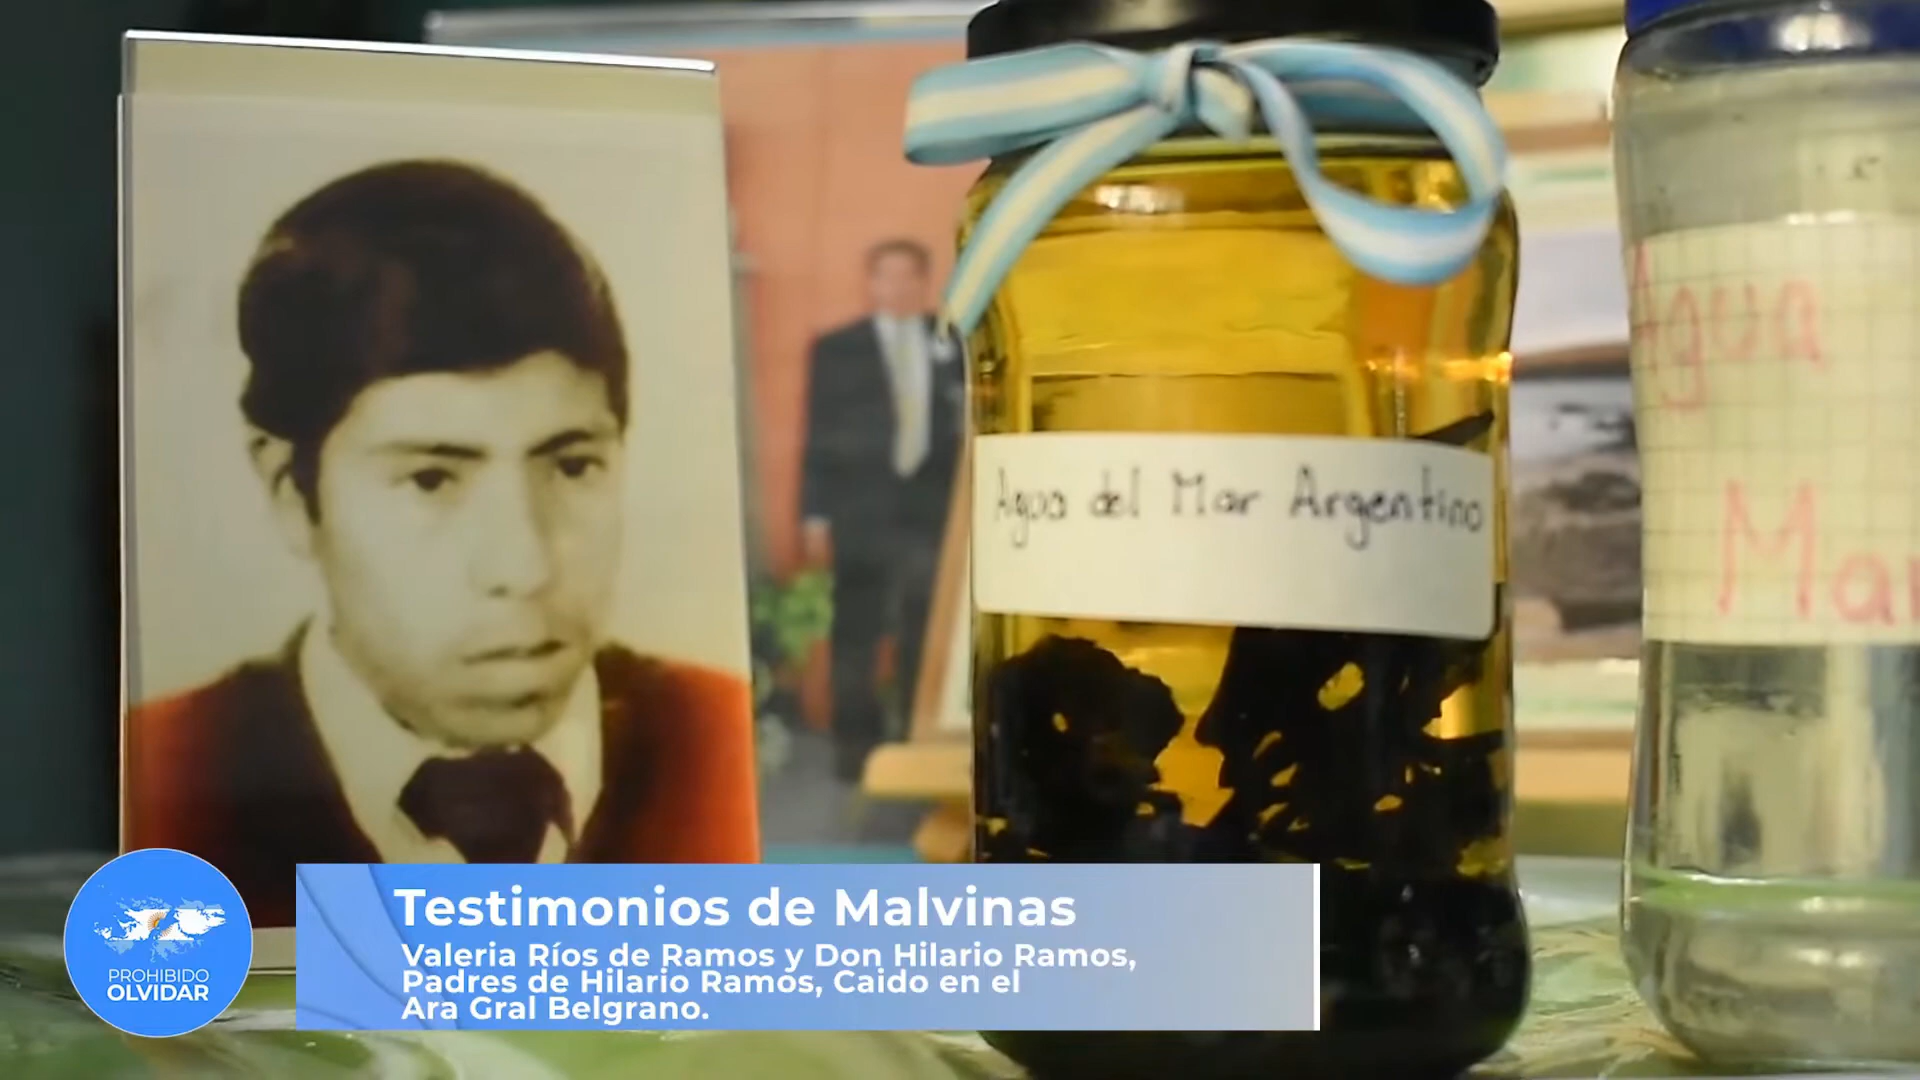 Agua del Mar Argentino
Agua
Mar
Testimonios de Malvinas
Valeria Ríos de Ramos y Don Hilario Ramos,
Padres de Hilario Ramos, Caido en el
Ara Gral Belgrano.
PROHIBIDO
OLVIDAR